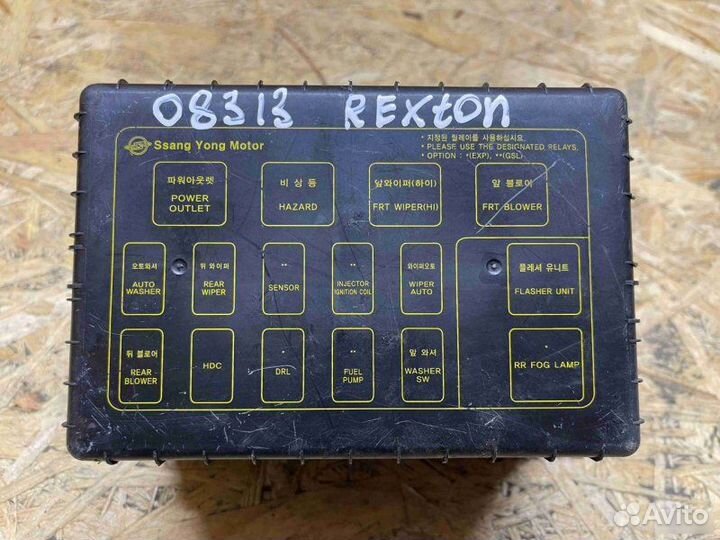 08313 REXtON
Ssang Yong Motor
• 지정된 릴레이를 사용하십시요.
• PLEASE USE THE DESIGNATED RELAYS.
• OPTION : *(EXP), **(GSL)
파워아웃렛
POWER
OUTLET
비 상 등
HAZARD
앞와이퍼(하이)
FRT WIPER(HI)
앞 블로어
FRT BLOWER
오토와셔
AUTO
WASHER
뒤 와이퍼
REAR
WIPER
**
SENSOR
**
INJECTOR
IGNITION COIL
와이퍼오토
WIPER
AUTO
플레셔 유니트
FLASHER UNIT
뒤 블로어
REAR
BLOWER
HDC
*
DRL
*
FUEL
PUMP
앞 와셔
WASHER
SW
RR FOG LAMP
Avito